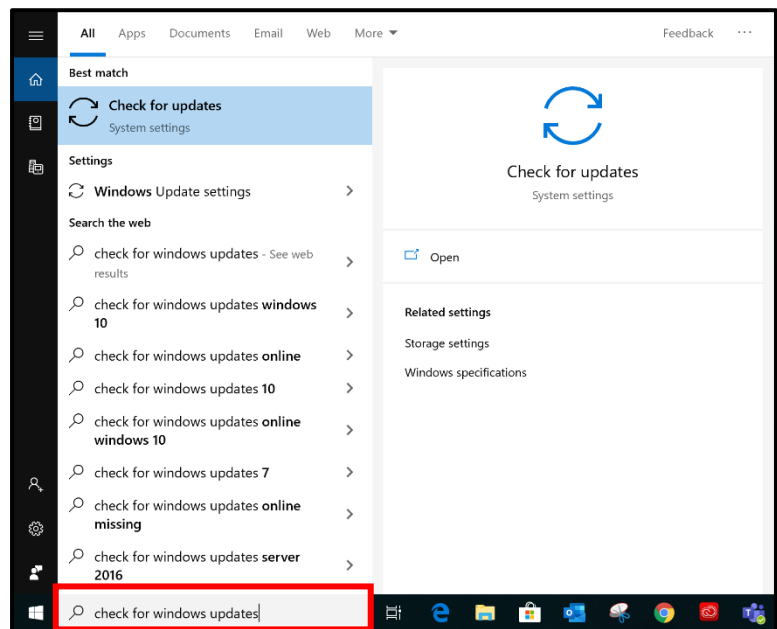 All Apps Documents Email Web More Feedback ...
Best match
Check for updates
System settings
Settings
Windows Update settings
Search the web
check for windows updates - See web
results
check for windows updates windows
10
check for windows updates online
check for windows updates 10
check for windows updates online
windows 10
check for windows updates 7
check for windows updates online
missing
check for windows updates server
2016
check for windows updates
Check for updates
System settings
Open
Related settings
Storage settings
Windows specifications